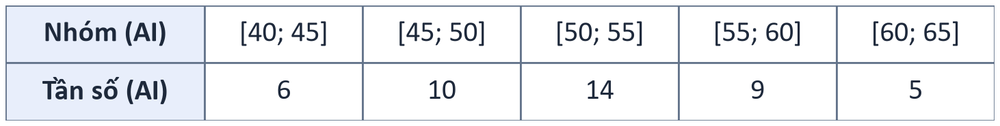 Nhóm (AI) [40; 45] [45; 50] [50; 55] [55; 60] [60; 65]
Tần số (AI) 6 10 14 9 5